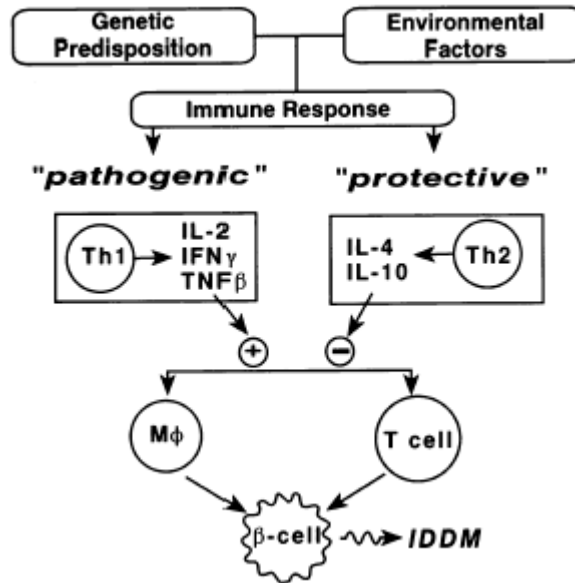 Genetic
Predisposition
Environmental
Factors
Immune Response
"pathogenic"
"protective"
Th1
IL-2
IFNγ
TNFβ
IL-4
IL-10
Th2
+
−
Mϕ
T cell
β-cell
IDDM